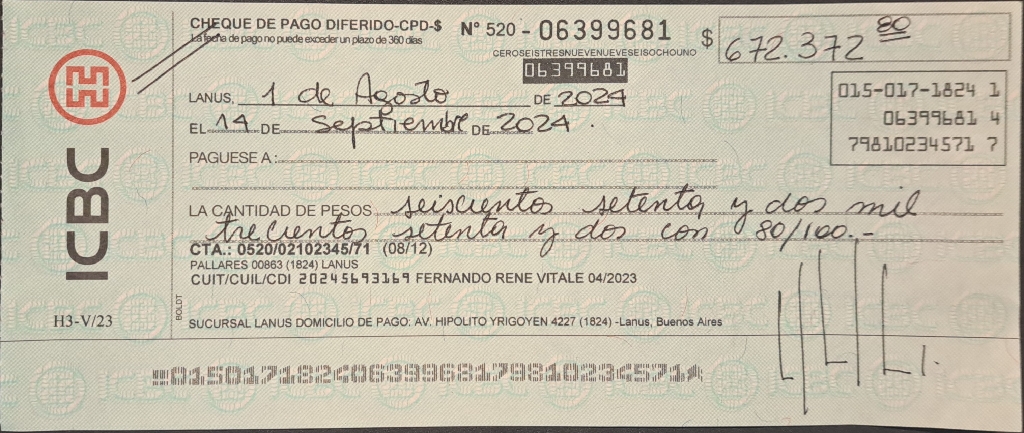 CHEQUE DE PAGO DIFERIDO-CPD-$ N° 520 - 06399681 $ 672.372 80
La fecha de pago no puede exceder un plazo de 360 días
CEROSEISTRESNUEVENUEVESEISOCHOUNO
06399681
015-017-1824 1
06399681 4
79810234571 7
LANUS, 1 de Agosto DE 2024
EL 14 DE septiembre DE 2024.
PAGUESE A :
LA CANTIDAD DE PESOS seiscientos setenta y dos mil
trecientos setenta y dos con 80/100.-
CTA.: 0520/02102345/71 (08/12)
PALLARES 00863 (1824) LANUS
CUIT/CUIL/CDI 20245693169 FERNANDO RENE VITALE 04/2023
SUCURSAL LANUS DOMICILIO DE PAGO: AV. HIPOLITO YRIGOYEN 4227 (1824) -Lanus, Buenos Aires
ICBC
H3-V/23
BOLDT
01501718240639968179810234571